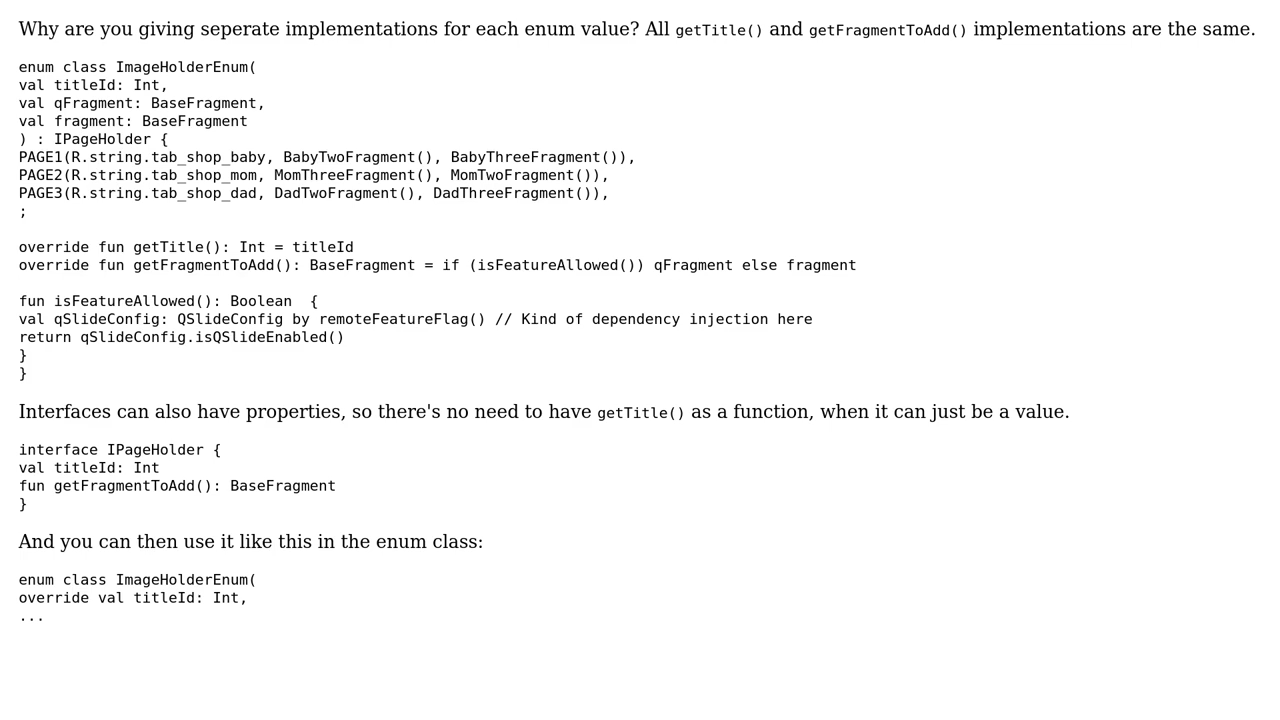 Why are you giving seperate implementations for each enum value? All getTitle() and getFragmentToAdd() implementations are the same.
enum class ImageHolderEnum(
val titleId: Int,
val qFragment: BaseFragment,
val fragment: BaseFragment
) : IPageHolder {
PAGE1(R.string.tab_shop_baby, BabyTwoFragment(), BabyThreeFragment()),
PAGE2(R.string.tab_shop_mom, MomThreeFragment(), MomTwoFragment()),
PAGE3(R.string.tab_shop_dad, DadTwoFragment(), DadThreeFragment()),
;
override fun getTitle(): Int = titleId
override fun getFragmentToAdd(): BaseFragment = if (isFeatureAllowed()) qFragment else fragment
fun isFeatureAllowed(): Boolean  {
val qSlideConfig: QSlideConfig by remoteFeatureFlag() // Kind of dependency injection here
return qSlideConfig.isQSlideEnabled()
}
}
Interfaces can also have properties, so there's no need to have getTitle() as a function, when it can just be a value.
interface IPageHolder {
val titleId: Int
fun getFragmentToAdd(): BaseFragment
}
And you can then use it like this in the enum class:
enum class ImageHolderEnum(
override val titleId: Int,
...